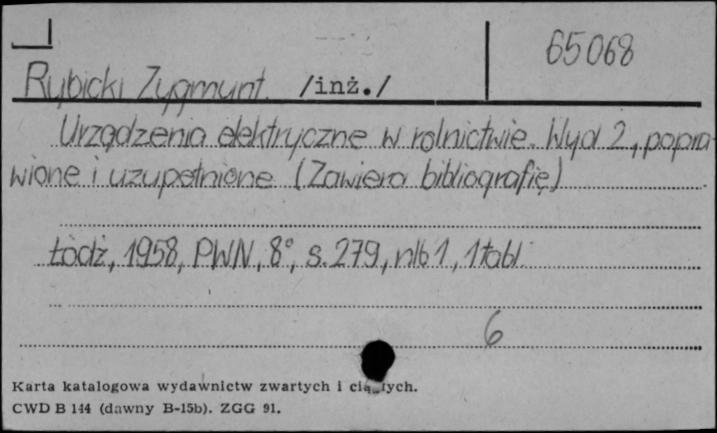 65068
Rybicki Zygmunt. /inż./
Urządzenia elektryczne w rolnictwie. Wyd 2, popra-
wione i uzupełnione. (Zawiera bibliografię)
Łódź, 1958, PWN, 8°, s. 279, nlb 1, 1 tabl.
6
Karta katalogowa wydawnictw zwartych i ciągłych.
CWD B 144 (dawny B-15b). ZGG 91.